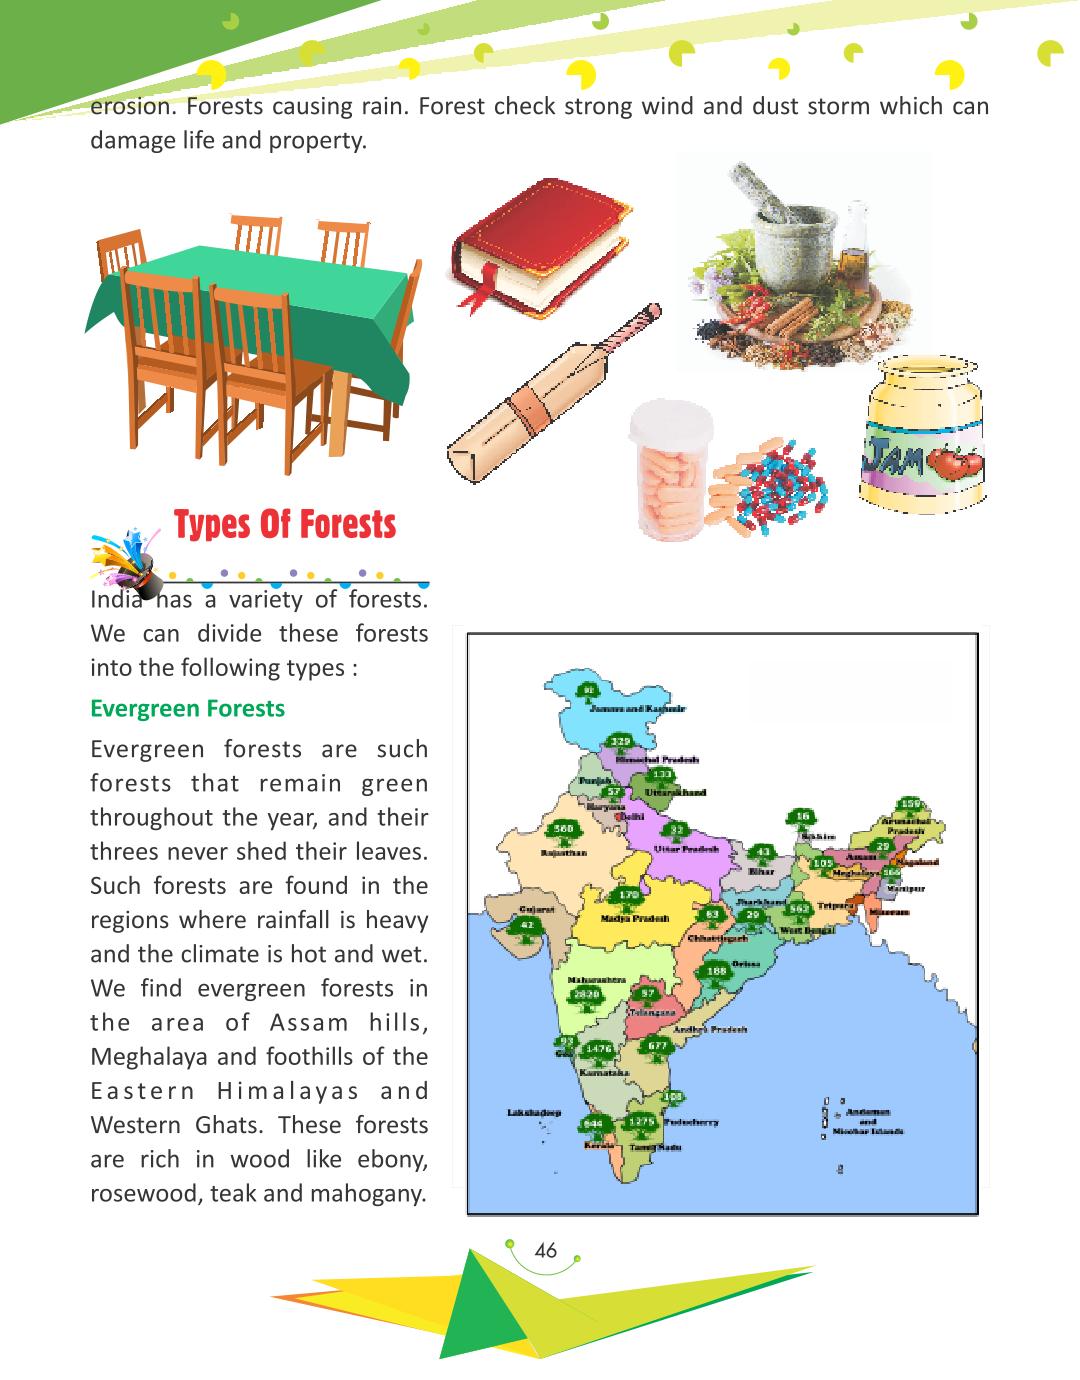 erosion. Forests causing rain. Forest check strong wind and dust storm which can
damage life and property.
JAM
Types Of Forests
India has a variety of forests.
We can divide these forests
into the following types :
Evergreen Forests
Evergreen forests are such
forests that remain green
throughout the year, and their
threes never shed their leaves.
Such forests are found in the
regions where rainfall is heavy
and the climate is hot and wet.
We find evergreen forests in
the area of Assam hills,
Meghalaya and foothills of the
Eastern Himalayas and
Western Ghats. These forests
are rich in wood like ebony,
rosewood, teak and mahogany.
Jammu and Kashmir
329
Himachal Pradesh
Punjab
133
Uttarakhand
57
Haryana
Delhi
560
Rajasthan
32
Uttar Pradesh
43
Bihar
16
Sikkim
159
Arunachal
Pradesh
29
Assam
Nagaland
105
Meghalaya
Manipur
Tripura
Mizoram
Gujarat
42
170
Madya Pradesh
63
Chhattisgarh
Jharkhand
29
562
West Bengal
188
Orissa
Maharashtra
2820
57
Telangana
Andhra Pradesh
93
Goa
1476
Karnataka
677
108
Puducherry
Lakshadeep
644
Kerala
1275
Tamil Nadu
Andaman
and
Nicobar Islands
46